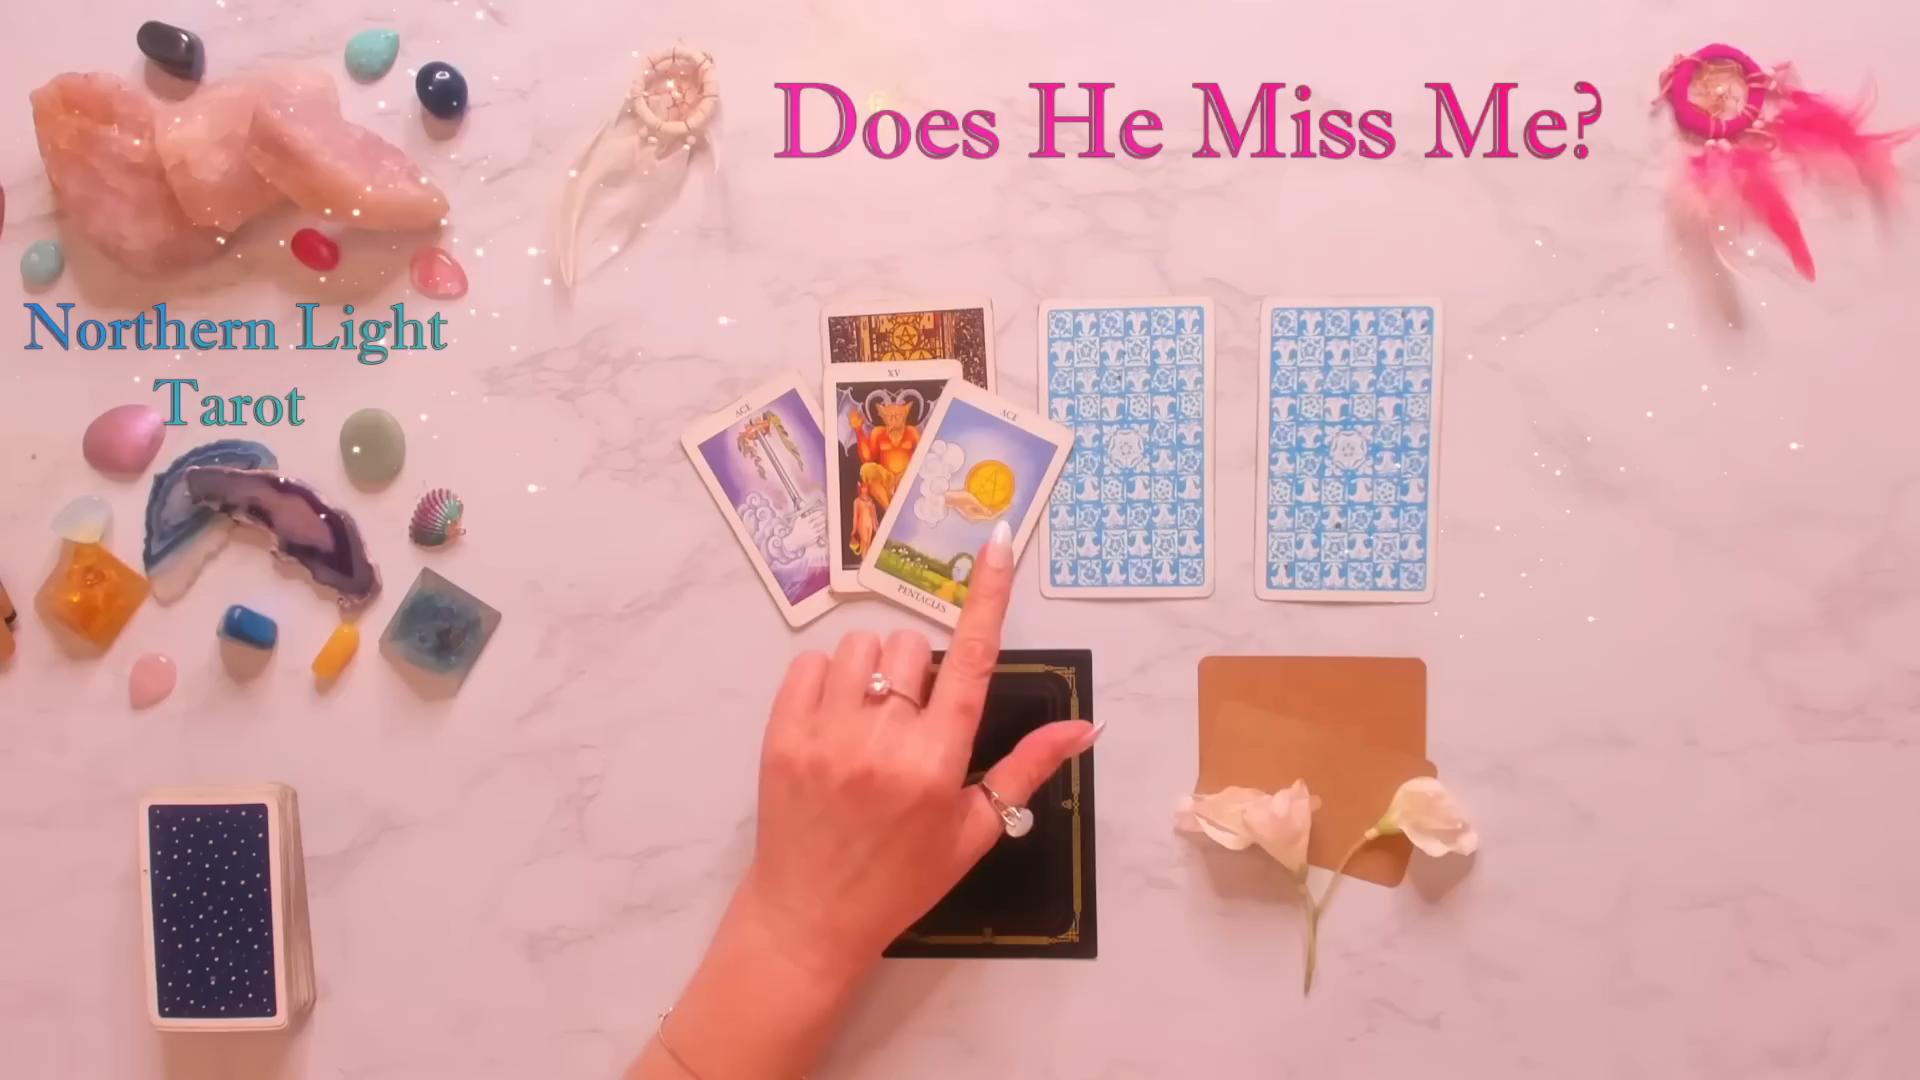 Does He Miss Me?
Northern Light
Tarot
XV
ACE
ACE
PENTACLES